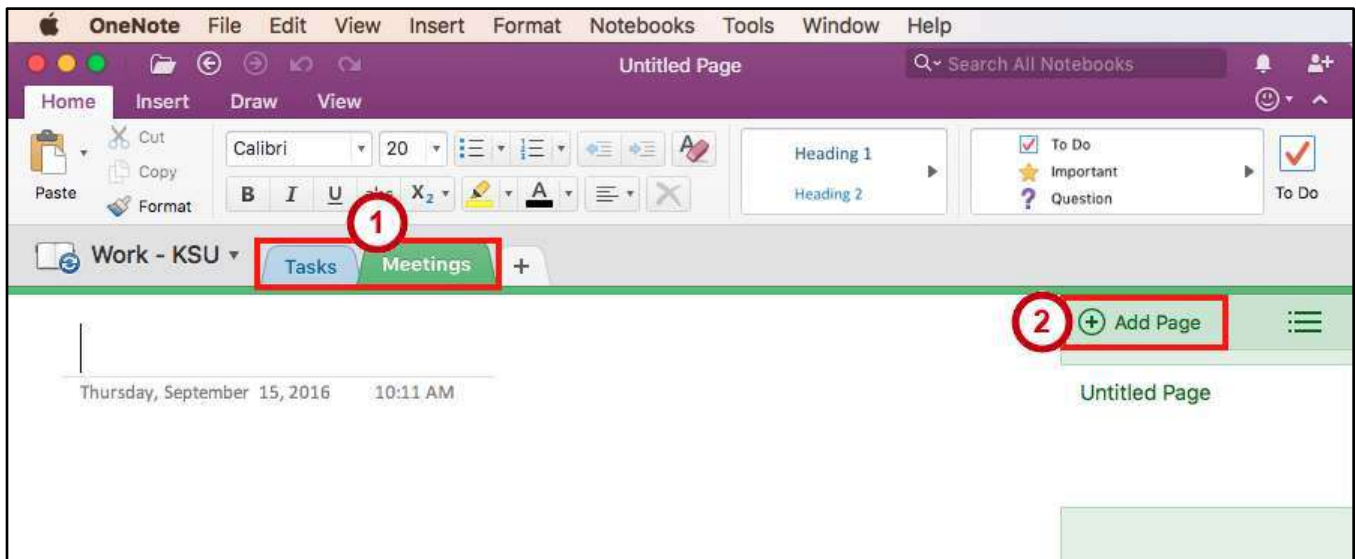 OneNote File Edit View Insert Format Notebooks Tools Window Help
Untitled Page
Search All Notebooks
Home Insert Draw View
Paste
Cut
Copy
Format
Calibri
20
B I U abc X2 A
Heading 1
Heading 2
To Do
Important
Question
To Do
1
Work - KSU
Tasks
Meetings
+
2
Add Page
Thursday, September 15, 2016 10:11 AM
Untitled Page